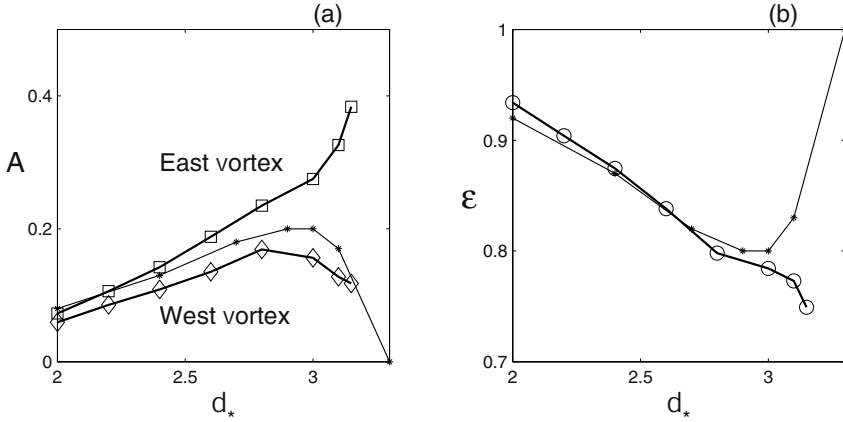 (a)
0.4
A
0.2
0
East vortex
West vortex
2
2.5
3
d*
(b)
1
0.9
ε
0.8
0.7
2
2.5
3
d*